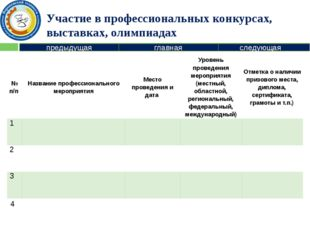 Участие в профессиональных конкурсах,
выставках, олимпиадах
предыдущая главная следующая
№
п/п
Название профессионального
мероприятия
Место
проведения и
дата
Уровень
проведения
мероприятия
(местный,
областной,
региональный,
федеральный,
международный)
Отметка о наличии
призового места,
диплома,
сертификата,
грамоты и т.п.)
1
2
3
4